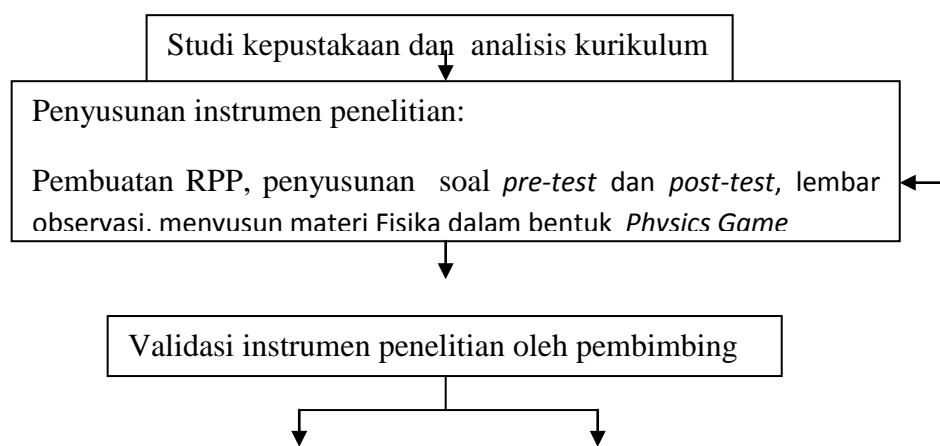 Studi kepustakaan dan analisis kurikulum
Penyusunan instrumen penelitian:
Pembuatan RPP, penyusunan soal pre-test dan post-test, lembar
observasi, menyusun materi Fisika dalam bentuk Physics Game
Validasi instrumen penelitian oleh pembimbing